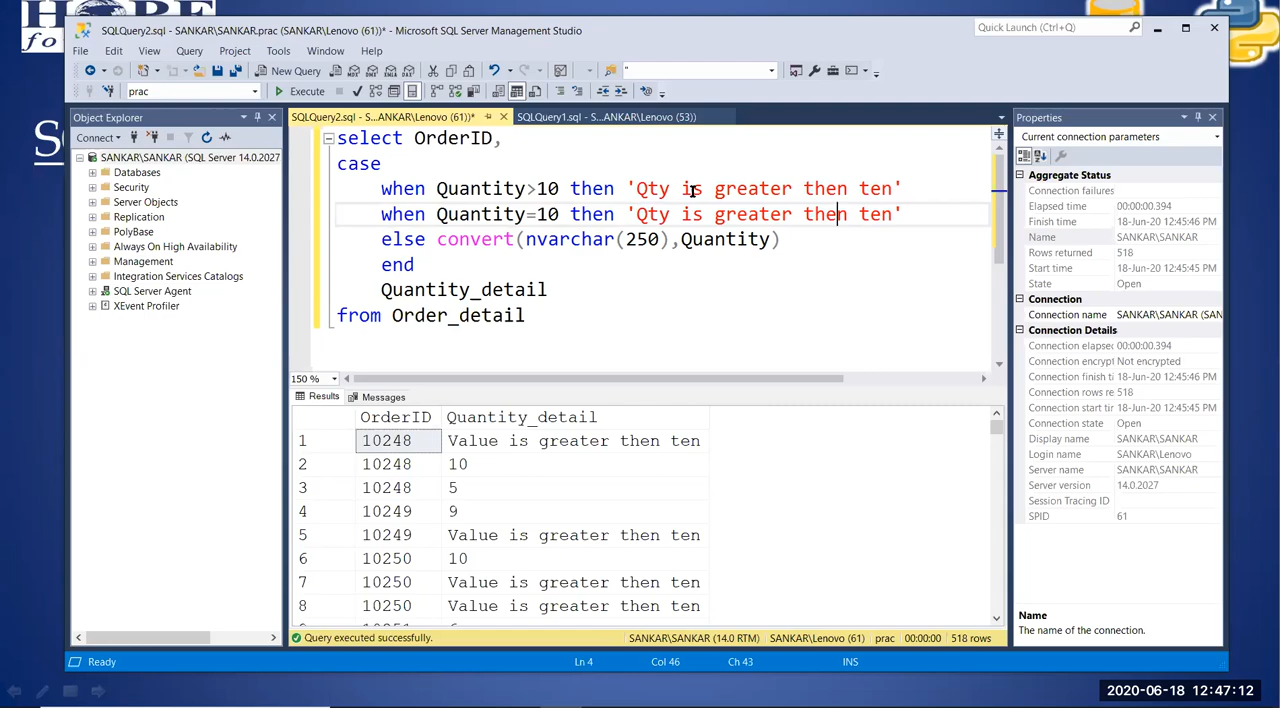 HOPE
fo
SQLQuery2.sql - SANKAR\SANKAR.prac (SANKAR\Lenovo (61))* - Microsoft SQL Server Management Studio
Quick Launch (Ctrl+Q)
File Edit View Query Project Tools Window Help
New Query
prac
Execute
Object Explorer
SQLQuery2.sql - S...ANKAR\Lenovo (61))*
SQLQuery1.sql - S...ANKAR\Lenovo (53))
Properties
Connect
Current connection parameters
SANKAR\SANKAR (SQL Server 14.0.2027
Databases
Security
Server Objects
Replication
PolyBase
Always On High Availability
Management
Integration Services Catalogs
SQL Server Agent
XEvent Profiler
select OrderID,
case
when Quantity>10 then 'Qty is greater then ten'
when Quantity=10 then 'Qty is greater then ten'
else convert(nvarchar(250),Quantity)
end
Quantity_detail
from Order_detail
150 %
Results Messages
OrderID Quantity_detail
1 10248 Value is greater then ten
2 10248 10
3 10248 5
4 10249 9
5 10249 Value is greater then ten
6 10250 10
7 10250 Value is greater then ten
8 10250 Value is greater then ten
Query executed successfully.
SANKAR\SANKAR (14.0 RTM) SANKAR\Lenovo (61) prac 00:00:00 518 rows
Aggregate Status
Connection failures
Elapsed time 00:00:00.394
Finish time 18-Jun-20 12:45:46 PM
Name SANKAR\SANKAR
Rows returned 518
Start time 18-Jun-20 12:45:45 PM
State Open
Connection
Connection name SANKAR\SANKAR (SAN
Connection Details
Connection elapsed 00:00:00.394
Connection encrypt Not encrypted
Connection finish ti 18-Jun-20 12:45:46 PM
Connection rows re 518
Connection start tir 18-Jun-20 12:45:45 PM
Connection state Open
Display name SANKAR\SANKAR
Login name SANKAR\Lenovo
Server name SANKAR\SANKAR
Server version 14.0.2027
Session Tracing ID
SPID 61
Name
The name of the connection.
Ready
Ln 4 Col 46 Ch 43 INS
2020-06-18 12:47:12